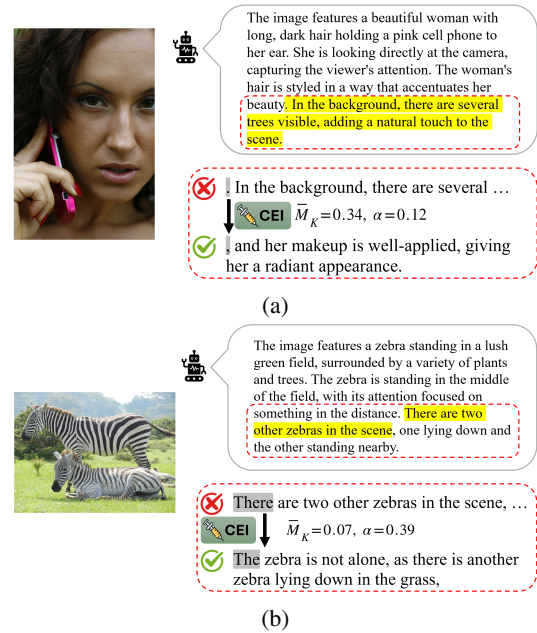 (a)
The image features a beautiful woman with
long, dark hair holding a pink cell phone to
her ear. She is looking directly at the camera,
capturing the viewer's attention. The woman's
hair is styled in a way that accentuates her
beauty. In the background, there are several
trees visible, adding a natural touch to the
scene.
. In the background, there are several …
CEI M̅_K=0.34, α=0.12
, and her makeup is well-applied, giving
her a radiant appearance.
(a)
The image features a zebra standing in a lush
green field, surrounded by a variety of plants
and trees. The zebra is standing in the middle
of the field, with its attention focused on
something in the distance. There are two
other zebras in the scene, one lying down and
the other standing nearby.
There are two other zebras in the scene, …
CEI M̅_K=0.07, α=0.39
The zebra is not alone, as there is another
zebra lying down in the grass,
(b)